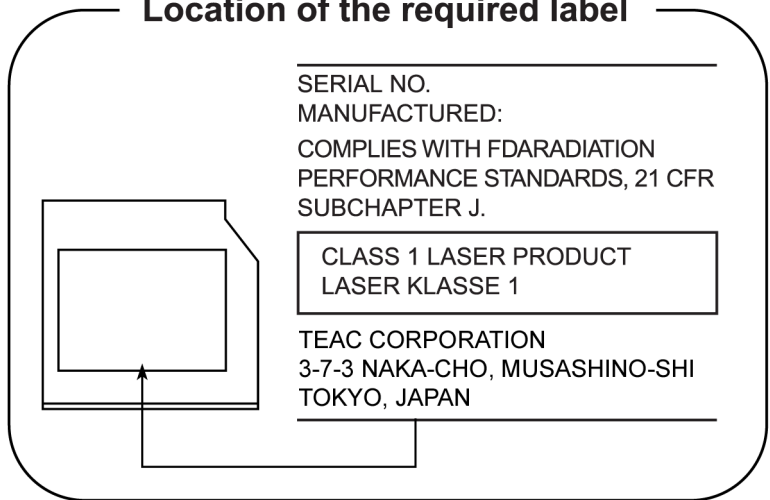 Location of the required label
SERIAL NO.
MANUFACTURED:
COMPLIES WITH FDARADIATION
PERFORMANCE STANDARDS, 21 CFR
SUBCHAPTER J.
CLASS 1 LASER PRODUCT
LASER KLASSE 1
TEAC CORPORATION
3-7-3 NAKA-CHO, MUSASHINO-SHI
TOKYO, JAPAN